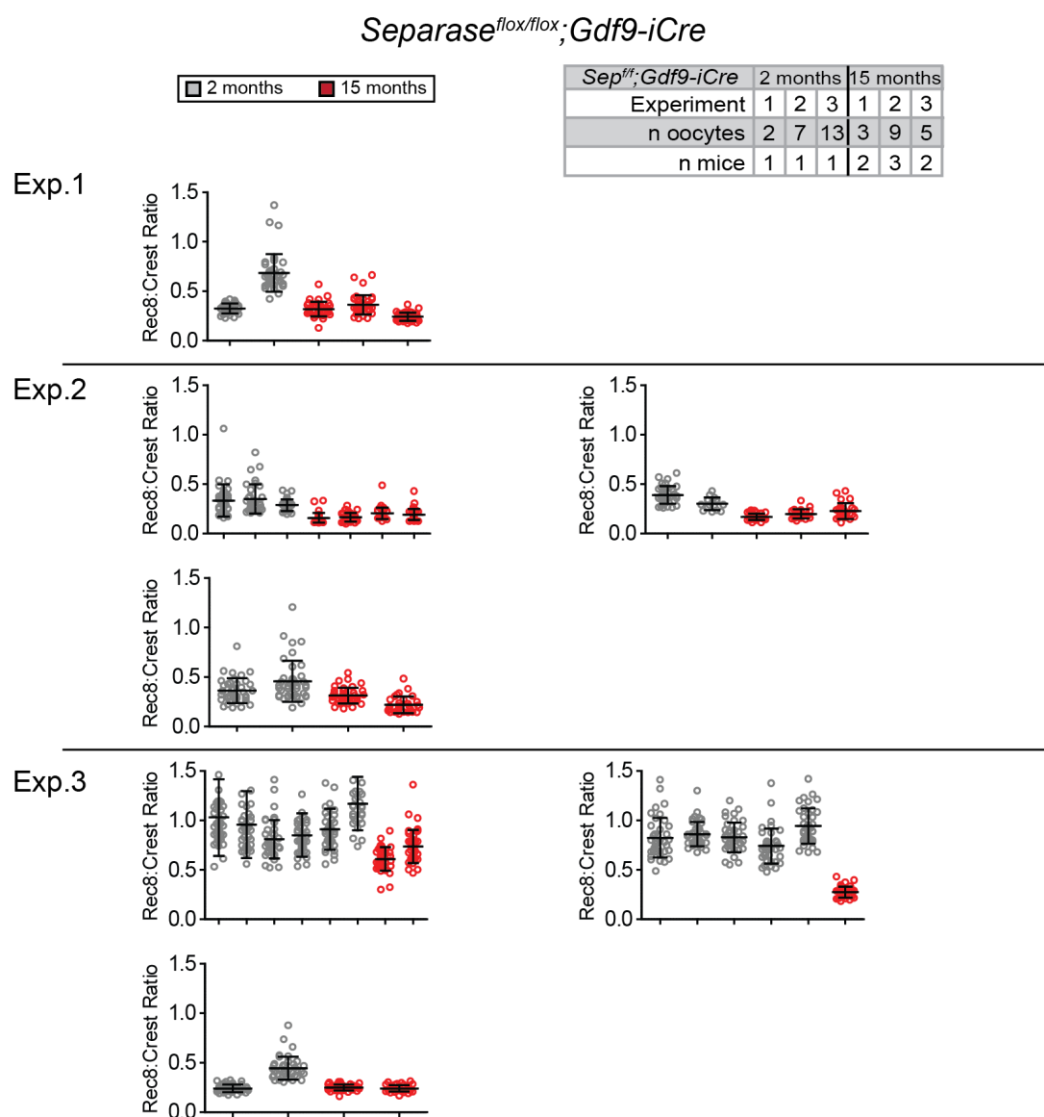 Separase^flox/flox;Gdf9-iCre
2 months 15 months
Sep^f/f;Gdf9-iCre 2 months 15 months
Experiment 1 2 3 1 2 3
n oocytes 2 7 13 3 9 5
n mice 1 1 1 2 3 2
Exp.1
Rec8:Crest Ratio
1.5
1.0
0.5
0.0
Exp.2
Rec8:Crest Ratio
1.5
1.0
0.5
0.0
Rec8:Crest Ratio
1.5
1.0
0.5
0.0
Rec8:Crest Ratio
1.5
1.0
0.5
0.0
Exp.3
Rec8:Crest Ratio
1.5
1.0
0.5
0.0
Rec8:Crest Ratio
1.5
1.0
0.5
0.0
Rec8:Crest Ratio
1.5
1.0
0.5
0.0